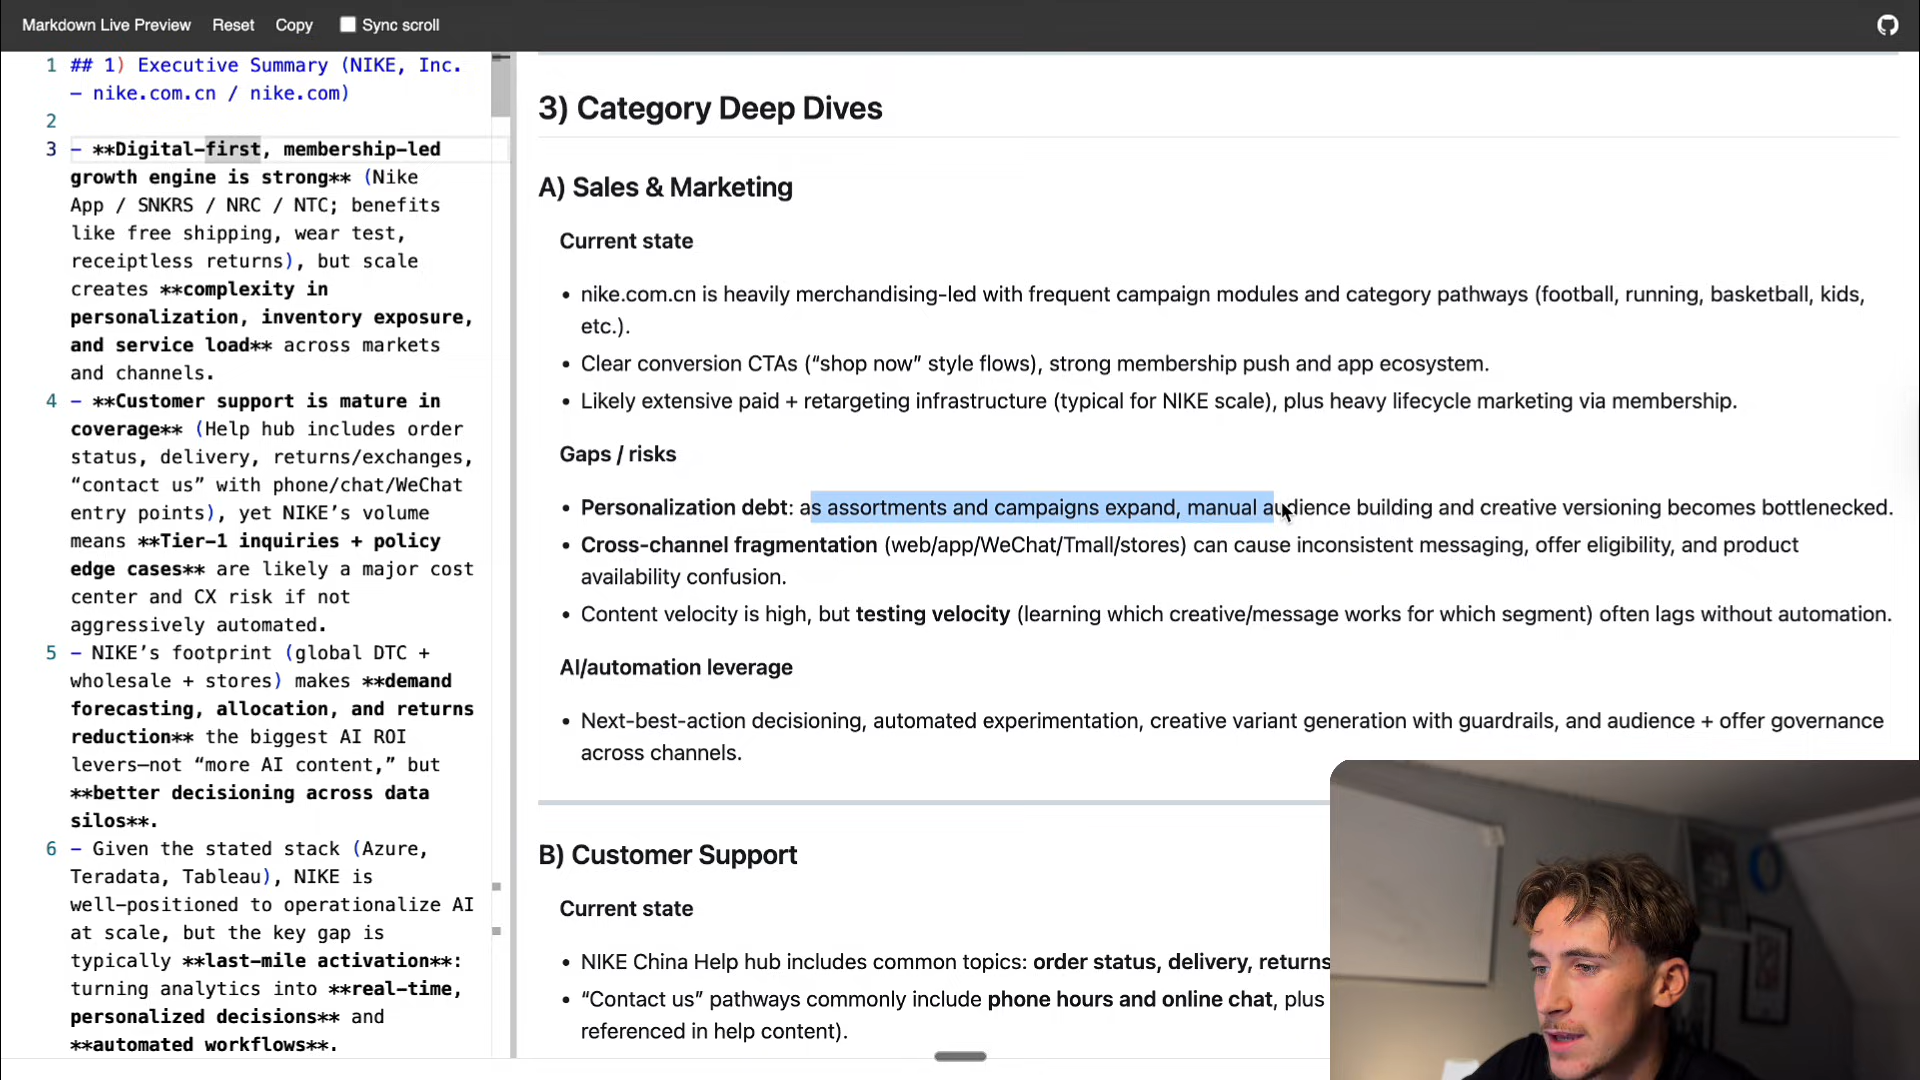 Markdown Live Preview Reset Copy Sync scroll
1 ## 1) Executive Summary (NIKE, Inc.
– nike.com.cn / nike.com)
2
3 - **Digital-first, membership-led
growth engine is strong** (Nike
App / SNKRS / NRC / NTC; benefits
like free shipping, wear test,
receiptless returns), but scale
creates **complexity in
personalization, inventory exposure,
and service load** across markets
and channels.
4 - **Customer support is mature in
coverage** (Help hub includes order
status, delivery, returns/exchanges,
“contact us” with phone/chat/WeChat
entry points), yet NIKE’s volume
means **Tier-1 inquiries + policy
edge cases** are likely a major cost
center and CX risk if not
aggressively automated.
5 - NIKE’s footprint (global DTC +
wholesale + stores) makes **demand
forecasting, allocation, and returns
reduction** the biggest AI ROI
levers—not “more AI content,” but
**better decisioning across data
silos**.
6 - Given the stated stack (Azure,
Teradata, Tableau), NIKE is
well-positioned to operationalize AI
at scale, but the key gap is
typically **last-mile activation**:
turning analytics into **real-time,
personalized decisions** and
**automated workflows**.
3) Category Deep Dives
A) Sales & Marketing
Current state
• nike.com.cn is heavily merchandising-led with frequent campaign modules and category pathways (football, running, basketball, kids,
etc.).
• Clear conversion CTAs (“shop now” style flows), strong membership push and app ecosystem.
• Likely extensive paid + retargeting infrastructure (typical for NIKE scale), plus heavy lifecycle marketing via membership.
Gaps / risks
• Personalization debt: as assortments and campaigns expand, manual audience building and creative versioning becomes bottlenecked.
• Cross-channel fragmentation (web/app/WeChat/Tmall/stores) can cause inconsistent messaging, offer eligibility, and product
availability confusion.
• Content velocity is high, but testing velocity (learning which creative/message works for which segment) often lags without automation.
AI/automation leverage
• Next-best-action decisioning, automated experimentation, creative variant generation with guardrails, and audience + offer governance
across channels.
B) Customer Support
Current state
• NIKE China Help hub includes common topics: order status, delivery, returns
• “Contact us” pathways commonly include phone hours and online chat, plus
referenced in help content).